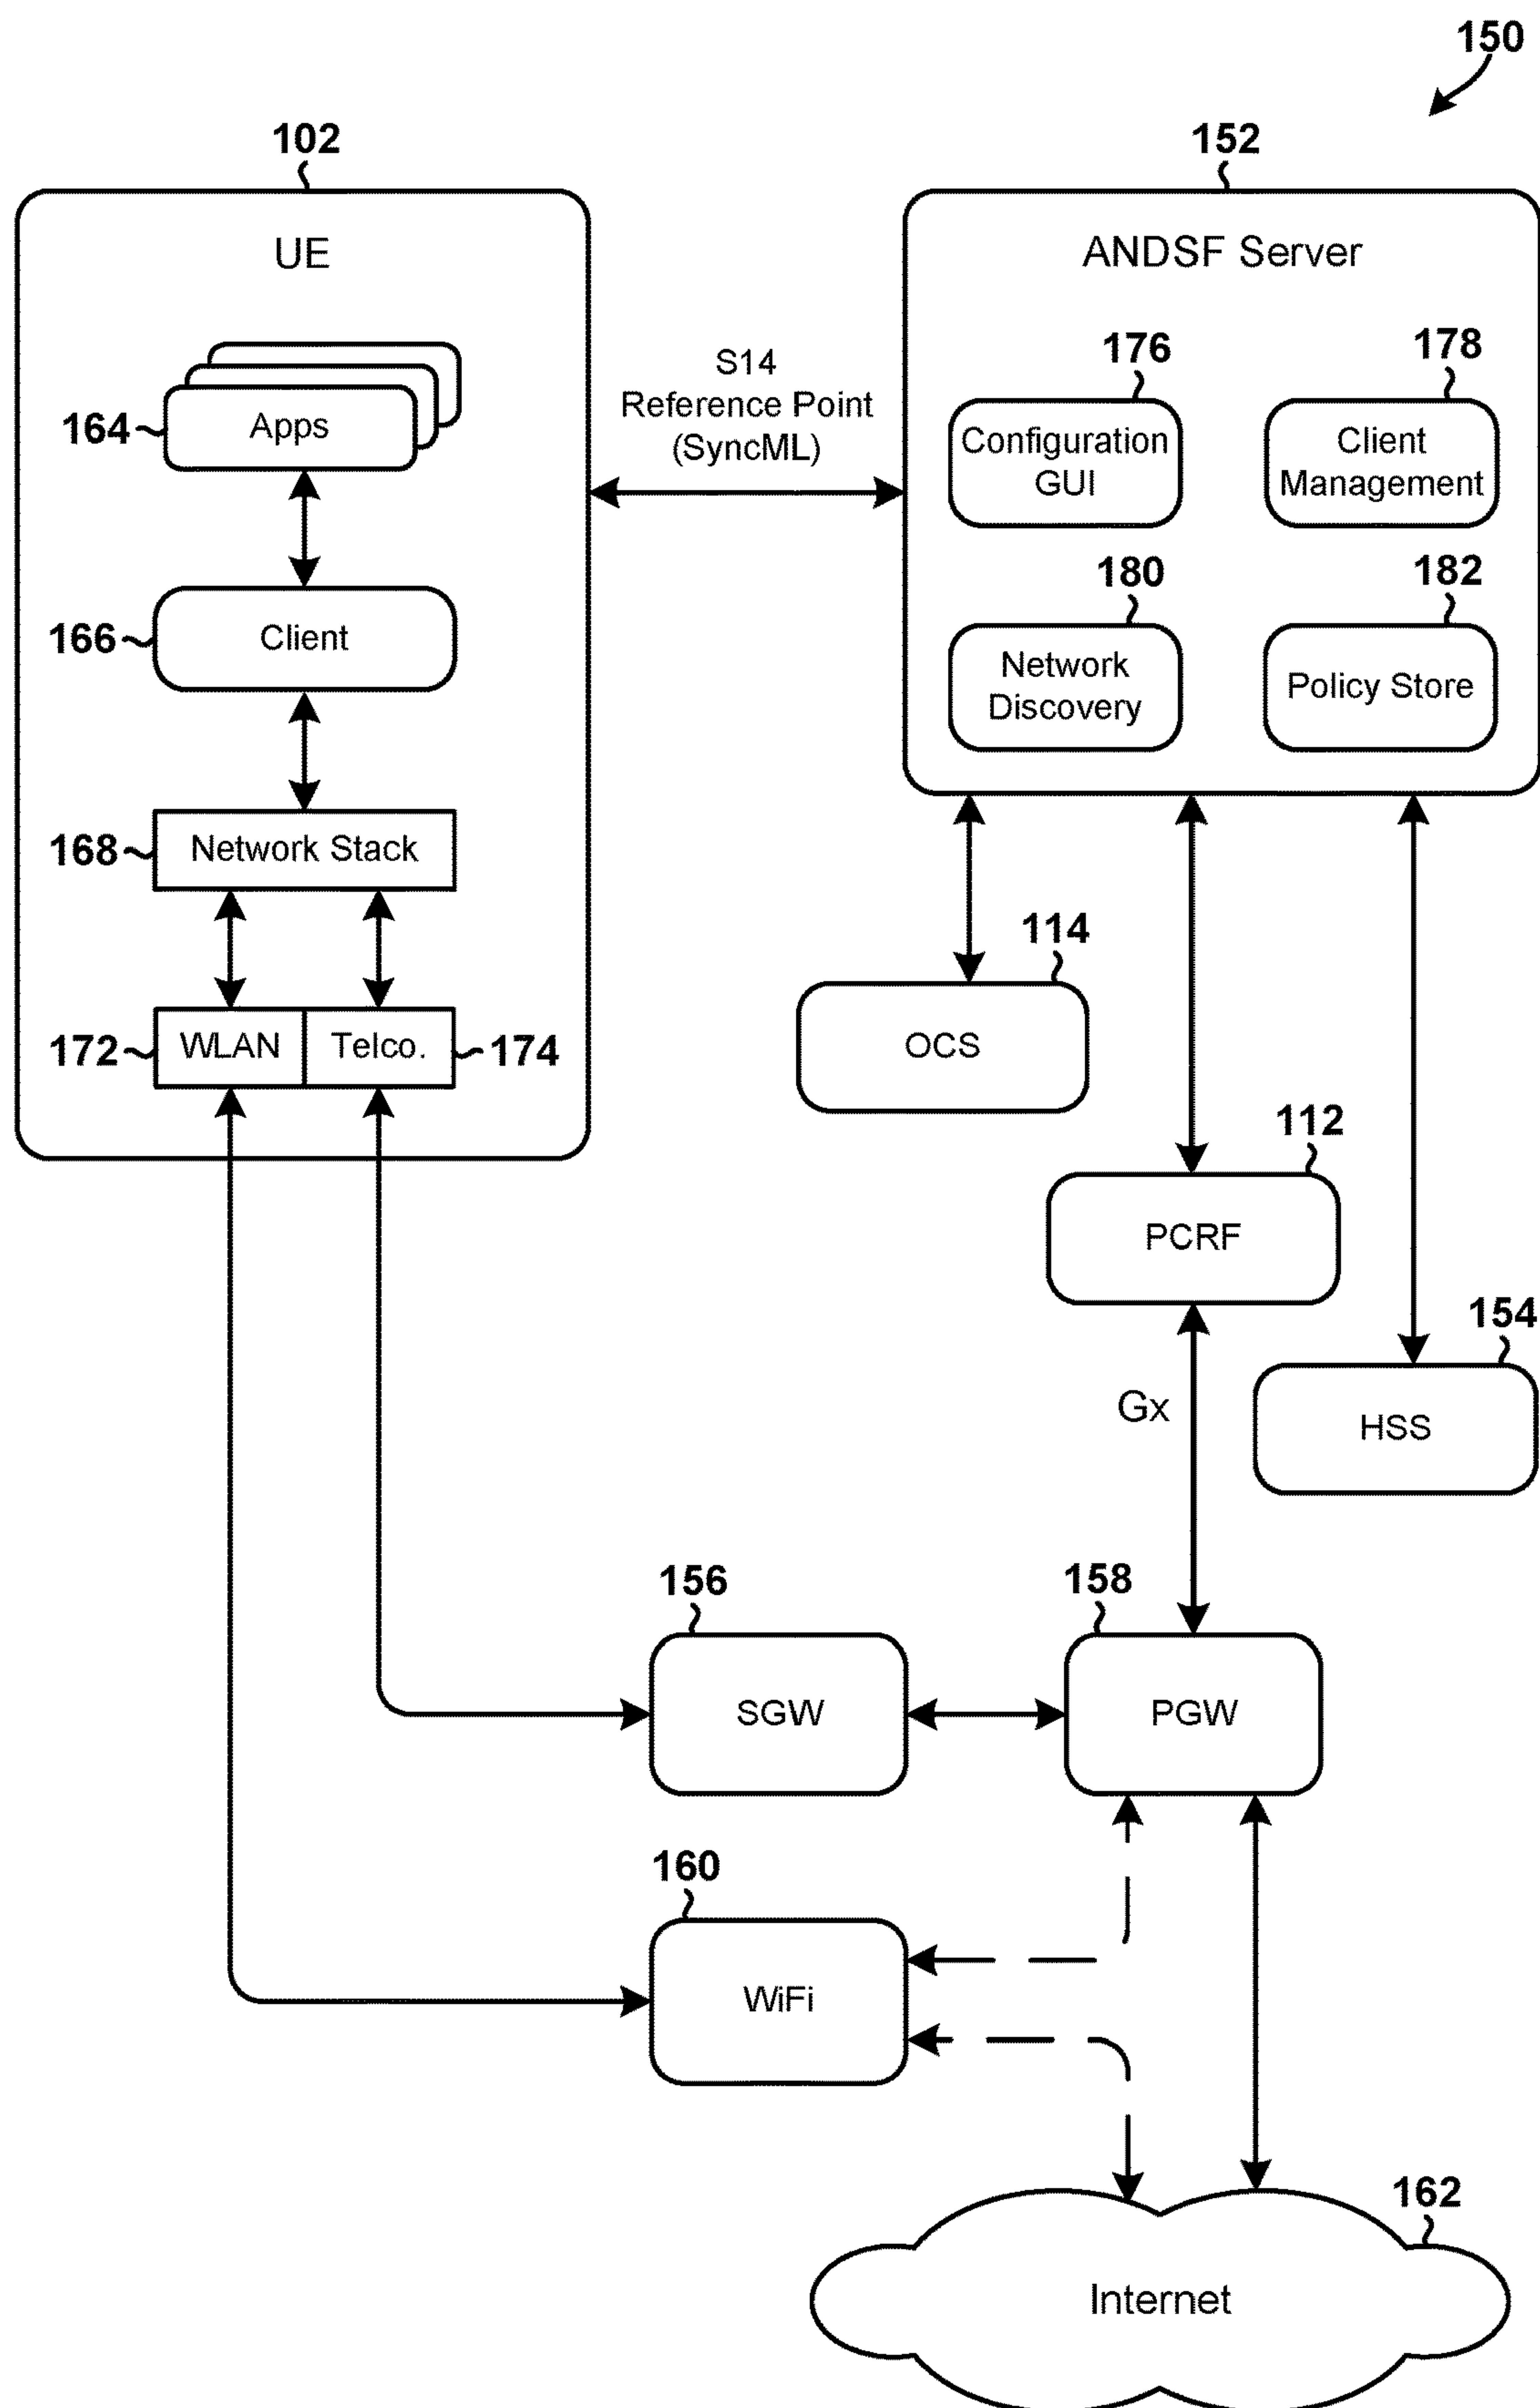 150
102
152
UE
ANDSF Server
S14
Reference Point
(SyncML)
176
178
164
Apps
Configuration
GUI
Client
Management
180
182
166
Client
Network
Discovery
Policy Store
168
Network Stack
114
172
WLAN
Telco.
174
OCS
112
PCRF
154
Gx
HSS
156
158
SGW
PGW
160
WiFi
162
Internet